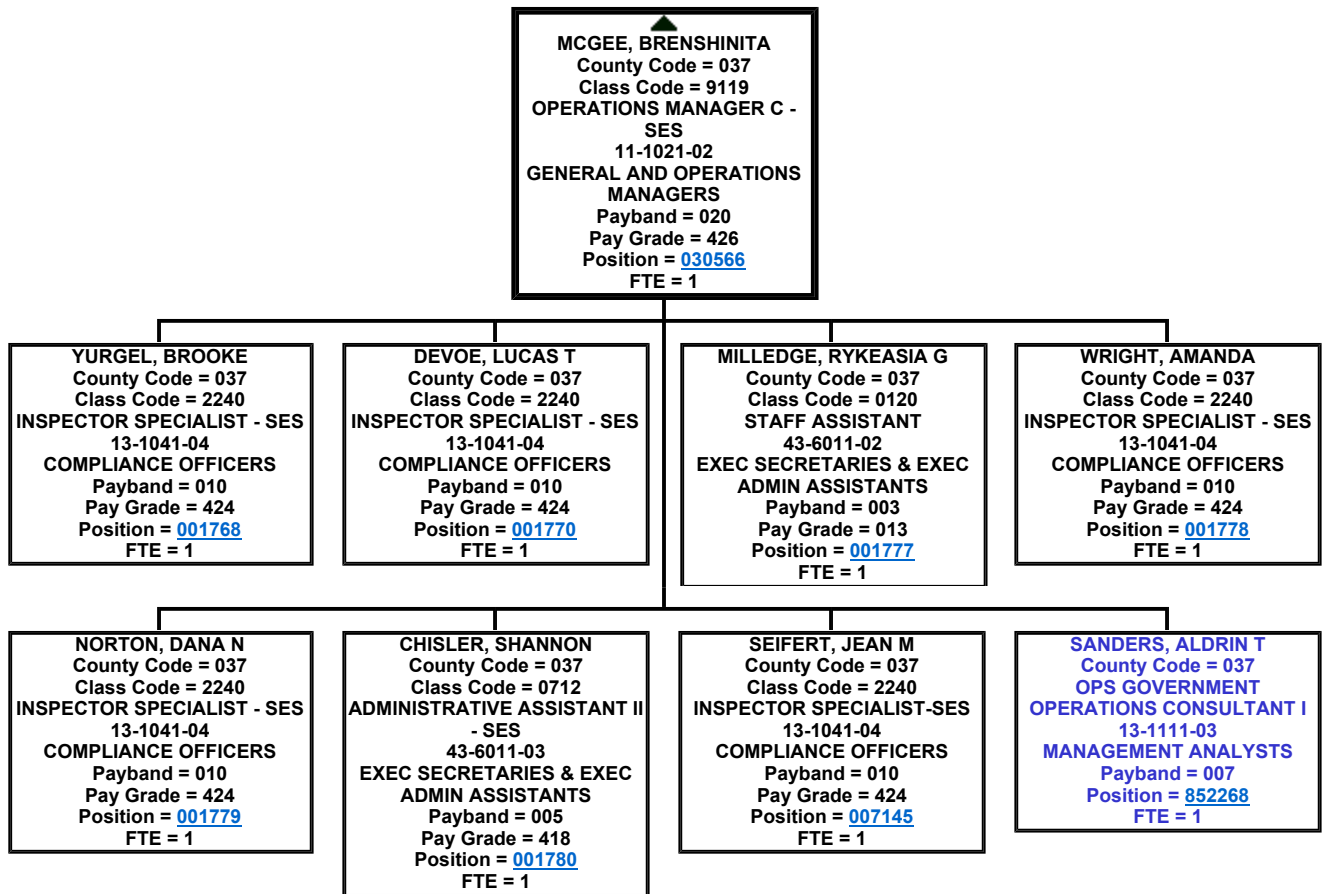 MCGEE, BRENSHINITA
County Code = 037
Class Code = 9119
OPERATIONS MANAGER C -
SES
11-1021-02
GENERAL AND OPERATIONS
MANAGERS
Payband = 020
Pay Grade = 426
Position = 030566
FTE = 1
YURGEL, BROOKE
County Code = 037
Class Code = 2240
INSPECTOR SPECIALIST - SES
13-1041-04
COMPLIANCE OFFICERS
Payband = 010
Pay Grade = 424
Position = 001768
FTE = 1
DEVOE, LUCAS T
County Code = 037
Class Code = 2240
INSPECTOR SPECIALIST - SES
13-1041-04
COMPLIANCE OFFICERS
Payband = 010
Pay Grade = 424
Position = 001770
FTE = 1
MILLEDGE, RYKEASIA G
County Code = 037
Class Code = 0120
STAFF ASSISTANT
43-6011-02
EXEC SECRETARIES & EXEC
ADMIN ASSISTANTS
Payband = 003
Pay Grade = 013
Position = 001777
FTE = 1
WRIGHT, AMANDA
County Code = 037
Class Code = 2240
INSPECTOR SPECIALIST - SES
13-1041-04
COMPLIANCE OFFICERS
Payband = 010
Pay Grade = 424
Position = 001778
FTE = 1
NORTON, DANA N
County Code = 037
Class Code = 2240
INSPECTOR SPECIALIST - SES
13-1041-04
COMPLIANCE OFFICERS
Payband = 010
Pay Grade = 424
Position = 001779
FTE = 1
CHISLER, SHANNON
County Code = 037
Class Code = 0712
ADMINISTRATIVE ASSISTANT II
- SES
43-6011-03
EXEC SECRETARIES & EXEC
ADMIN ASSISTANTS
Payband = 005
Pay Grade = 418
Position = 001780
FTE = 1
SEIFERT, JEAN M
County Code = 037
Class Code = 2240
INSPECTOR SPECIALIST-SES
13-1041-04
COMPLIANCE OFFICERS
Payband = 010
Pay Grade = 424
Position = 007145
FTE = 1
SANDERS, ALDRIN T
County Code = 037
OPS GOVERNMENT
OPERATIONS CONSULTANT I
13-1111-03
MANAGEMENT ANALYSTS
Payband = 007
Position = 852268
FTE = 1